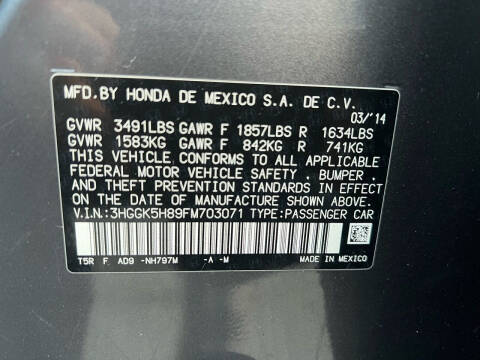 MFD.BY HONDA DE MEXICO S.A. DE C.V.
03/'14
GVWR 3491LBS GAWR F 1857LBS R 1634LBS
GVWR 1583KG GAWR F 842KG R 741KG
THIS VEHICLE CONFORMS TO ALL APPLICABLE
FEDERAL MOTOR VEHICLE SAFETY . BUMPER .
AND THEFT PREVENTION STANDARDS IN EFFECT
ON THE DATE OF MANUFACTURE SHOWN ABOVE .
V.I.N.:3HGGK5H89FM703071 TYPE:PASSENGER CAR
T5R F AD9 -NH797M -A -M MADE IN MEXICO